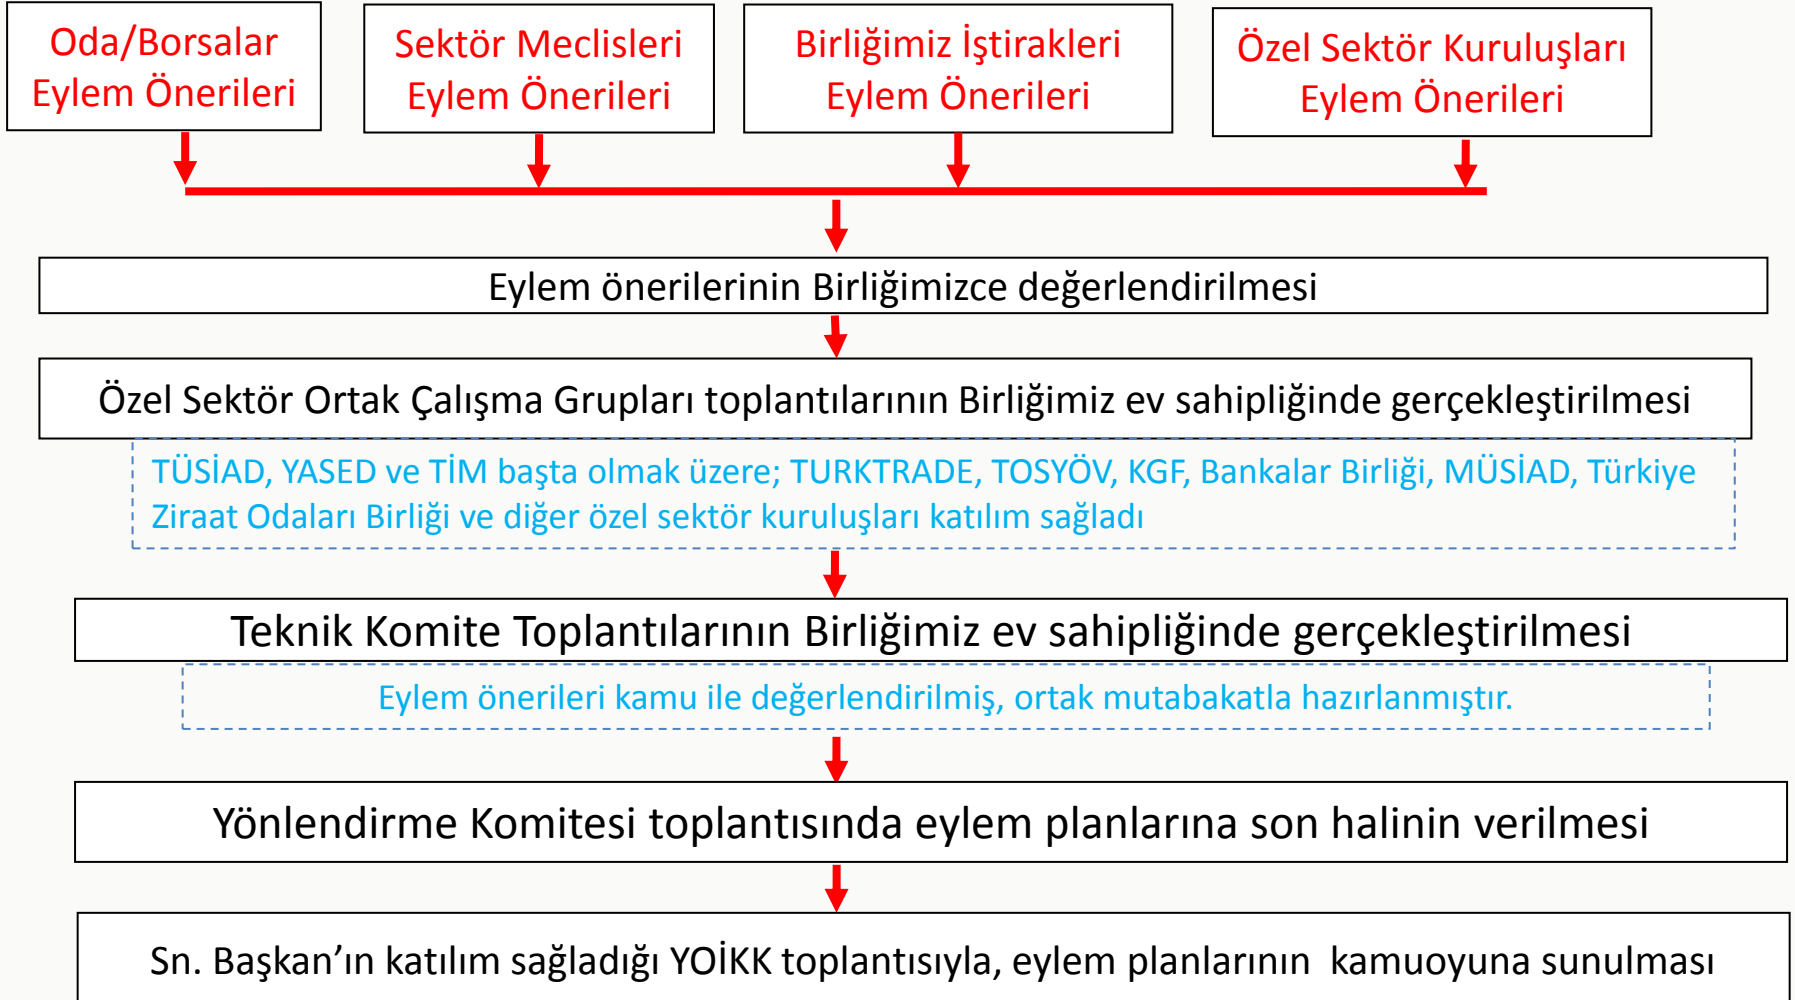 Oda/Borsalar
Eylem Önerileri
Sektör Meclisleri
Eylem Önerileri
Birliğimiz İştirakleri
Eylem Önerileri
Özel Sektör Kuruluşları
Eylem Önerileri
Eylem önerilerinin Birliğimizce değerlendirilmesi
Özel Sektör Ortak Çalışma Grupları toplantılarının Birliğimiz ev sahipliğinde gerçekleştirilmesi
TÜSİAD, YASED ve TİM başta olmak üzere; TURKTRADE, TOSYÖV, KGF, Bankalar Birliği, MÜSİAD, Türkiye
Ziraat Odaları Birliği ve diğer özel sektör kuruluşları katılım sağladı
Teknik Komite Toplantılarının Birliğimiz ev sahipliğinde gerçekleştirilmesi
Eylem önerileri kamu ile değerlendirilmiş, ortak mutabakatla hazırlanmıştır.
Yönlendirme Komitesi toplantısında eylem planlarına son halinin verilmesi
Sn. Başkan’ın katılım sağladığı YOİKK toplantısıyla, eylem planlarının kamuoyuna sunulması